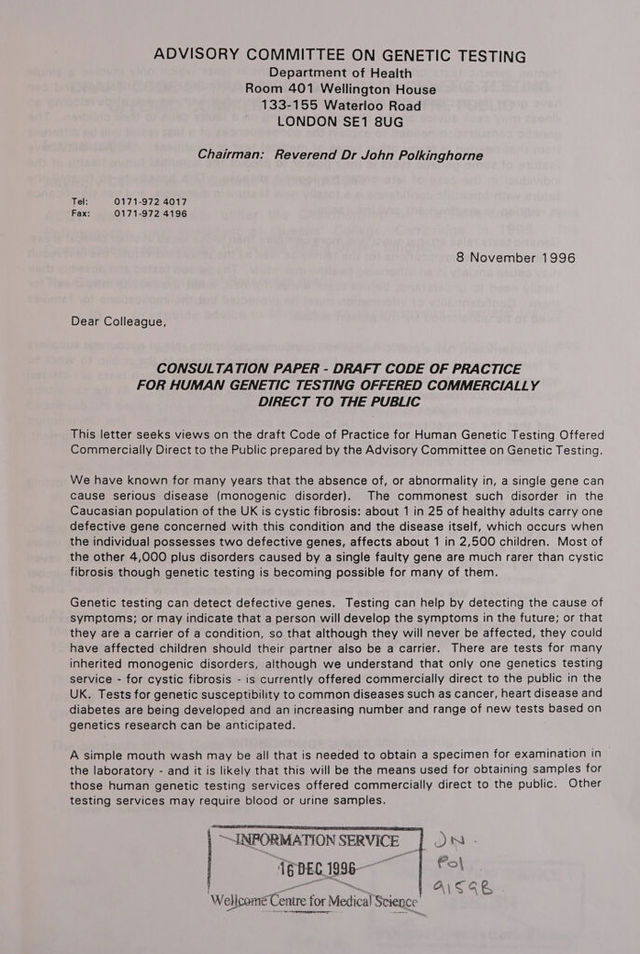 ADVISORY COMMITTEE ON GENETIC TESTING
Department of Health
Room 401 Wellington House
133-155 Waterloo Road
LONDON SE1 8UG
Chairman: Reverend Dr John Polkinghorne
Tel: 0171-972 4017
Fax: 0171-972 4196
8 November 1996
Dear Colleague,
CONSULTATION PAPER - DRAFT CODE OF PRACTICE
FOR HUMAN GENETIC TESTING OFFERED COMMERCIALLY
DIRECT TO THE PUBLIC
This letter seeks views on the draft Code of Practice for Human Genetic Testing Offered
Commercially Direct to the Public prepared by the Advisory Committee on Genetic Testing.
We have known for many years that the absence of, or abnormality in, a single gene can
cause serious disease (monogenic disorder). The commonest such disorder in the
Caucasian population of the UK is cystic fibrosis: about 1 in 25 of healthy adults carry one
defective gene concerned with this condition and the disease itself, which occurs when
the individual possesses two defective genes, affects about 1 in 2,500 children. Most of
the other 4,000 plus disorders caused by a single faulty gene are much rarer than cystic
fibrosis though genetic testing is becoming possible for many of them.
Genetic testing can detect defective genes. Testing can help by detecting the cause of
symptoms; or may indicate that a person will develop the symptoms in the future; or that
they are a carrier of a condition, so that although they will never be affected, they could
have affected children should their partner also be a carrier. There are tests for many
inherited monogenic disorders, although we understand that only one genetics testing
service - for cystic fibrosis - is currently offered commercially direct to the public in the
UK. Tests for genetic susceptibility to common diseases such as cancer, heart disease and
diabetes are being developed and an increasing number and range of new tests based on
genetics research can be anticipated.
A simple mouth wash may be all that is needed to obtain a specimen for examination in
the laboratory - and it is likely that this will be the means used for obtaining samples for
those human genetic testing services offered commercially direct to the public. Other
testing services may require blood or urine samples.
INFORMATION SERVICE
16 DEC 1996
Wellcome Centre for Medical Science
Pol